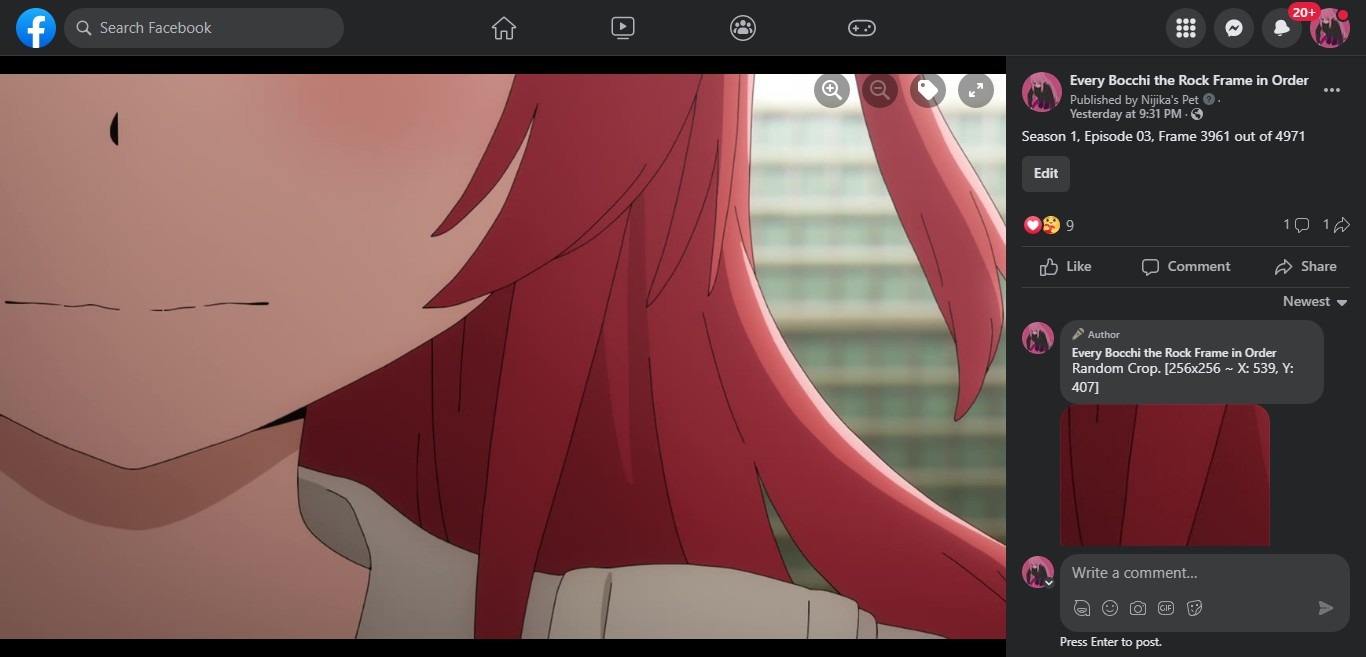 Search Facebook
20+
Every Bocchi the Rock Frame in Order
Published by Nijika's Pet ·
Yesterday at 9:31 PM ·
Season 1, Episode 03, Frame 3961 out of 4971
Edit
9
1
1
Like
Comment
Share
Newest
Author
Every Bocchi the Rock Frame in Order
Random Crop. [256x256 ~ X: 539, Y:
407]
Write a comment...
GIF
Press Enter to post.